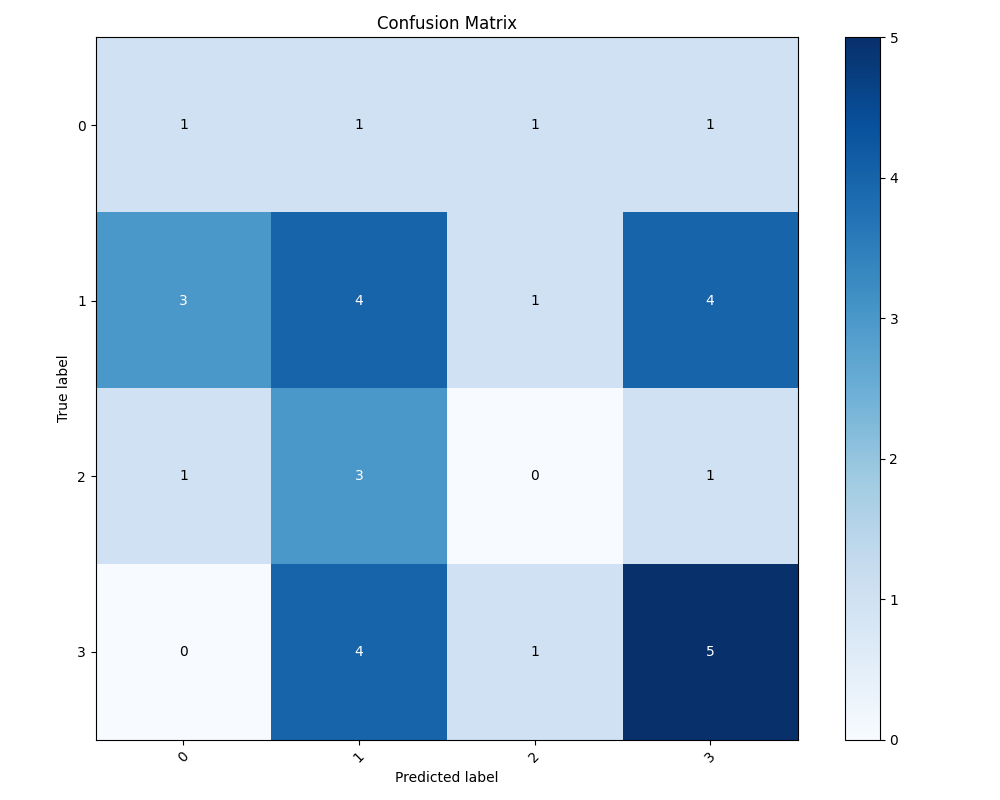 Confusion Matrix
5
0 1 1 1 1
4
1 3 4 1 4
3
True label
2
2 1 3 0 1
1
3 0 4 1 5
0
0 1 2 3
Predicted label